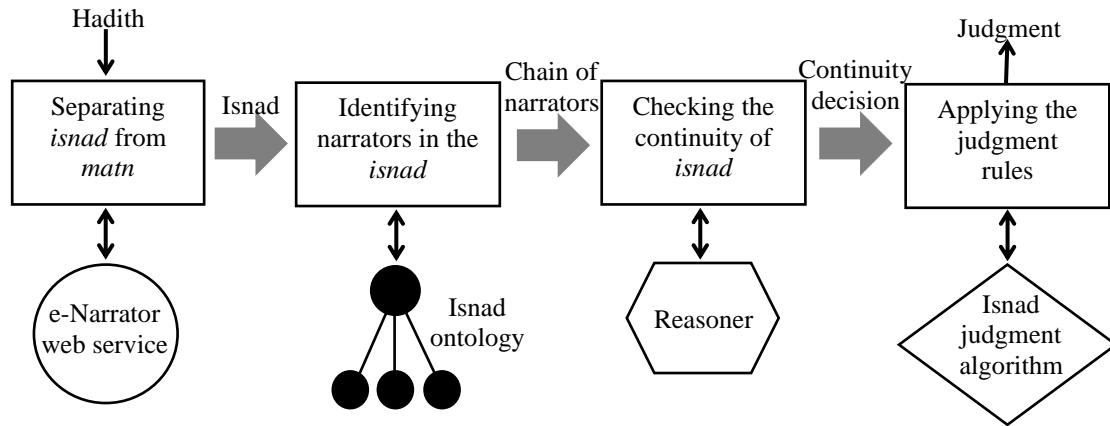 Hadith
Separating
isnad from
matn
Isnad
Identifying
narrators in the
isnad
Chain of
narrators
Checking the
continuity of
isnad
Continuity
decision
Judgment
Applying the
judgment
rules
e-Narrator
web service
Isnad
ontology
Reasoner
Isnad
judgment
algorithm